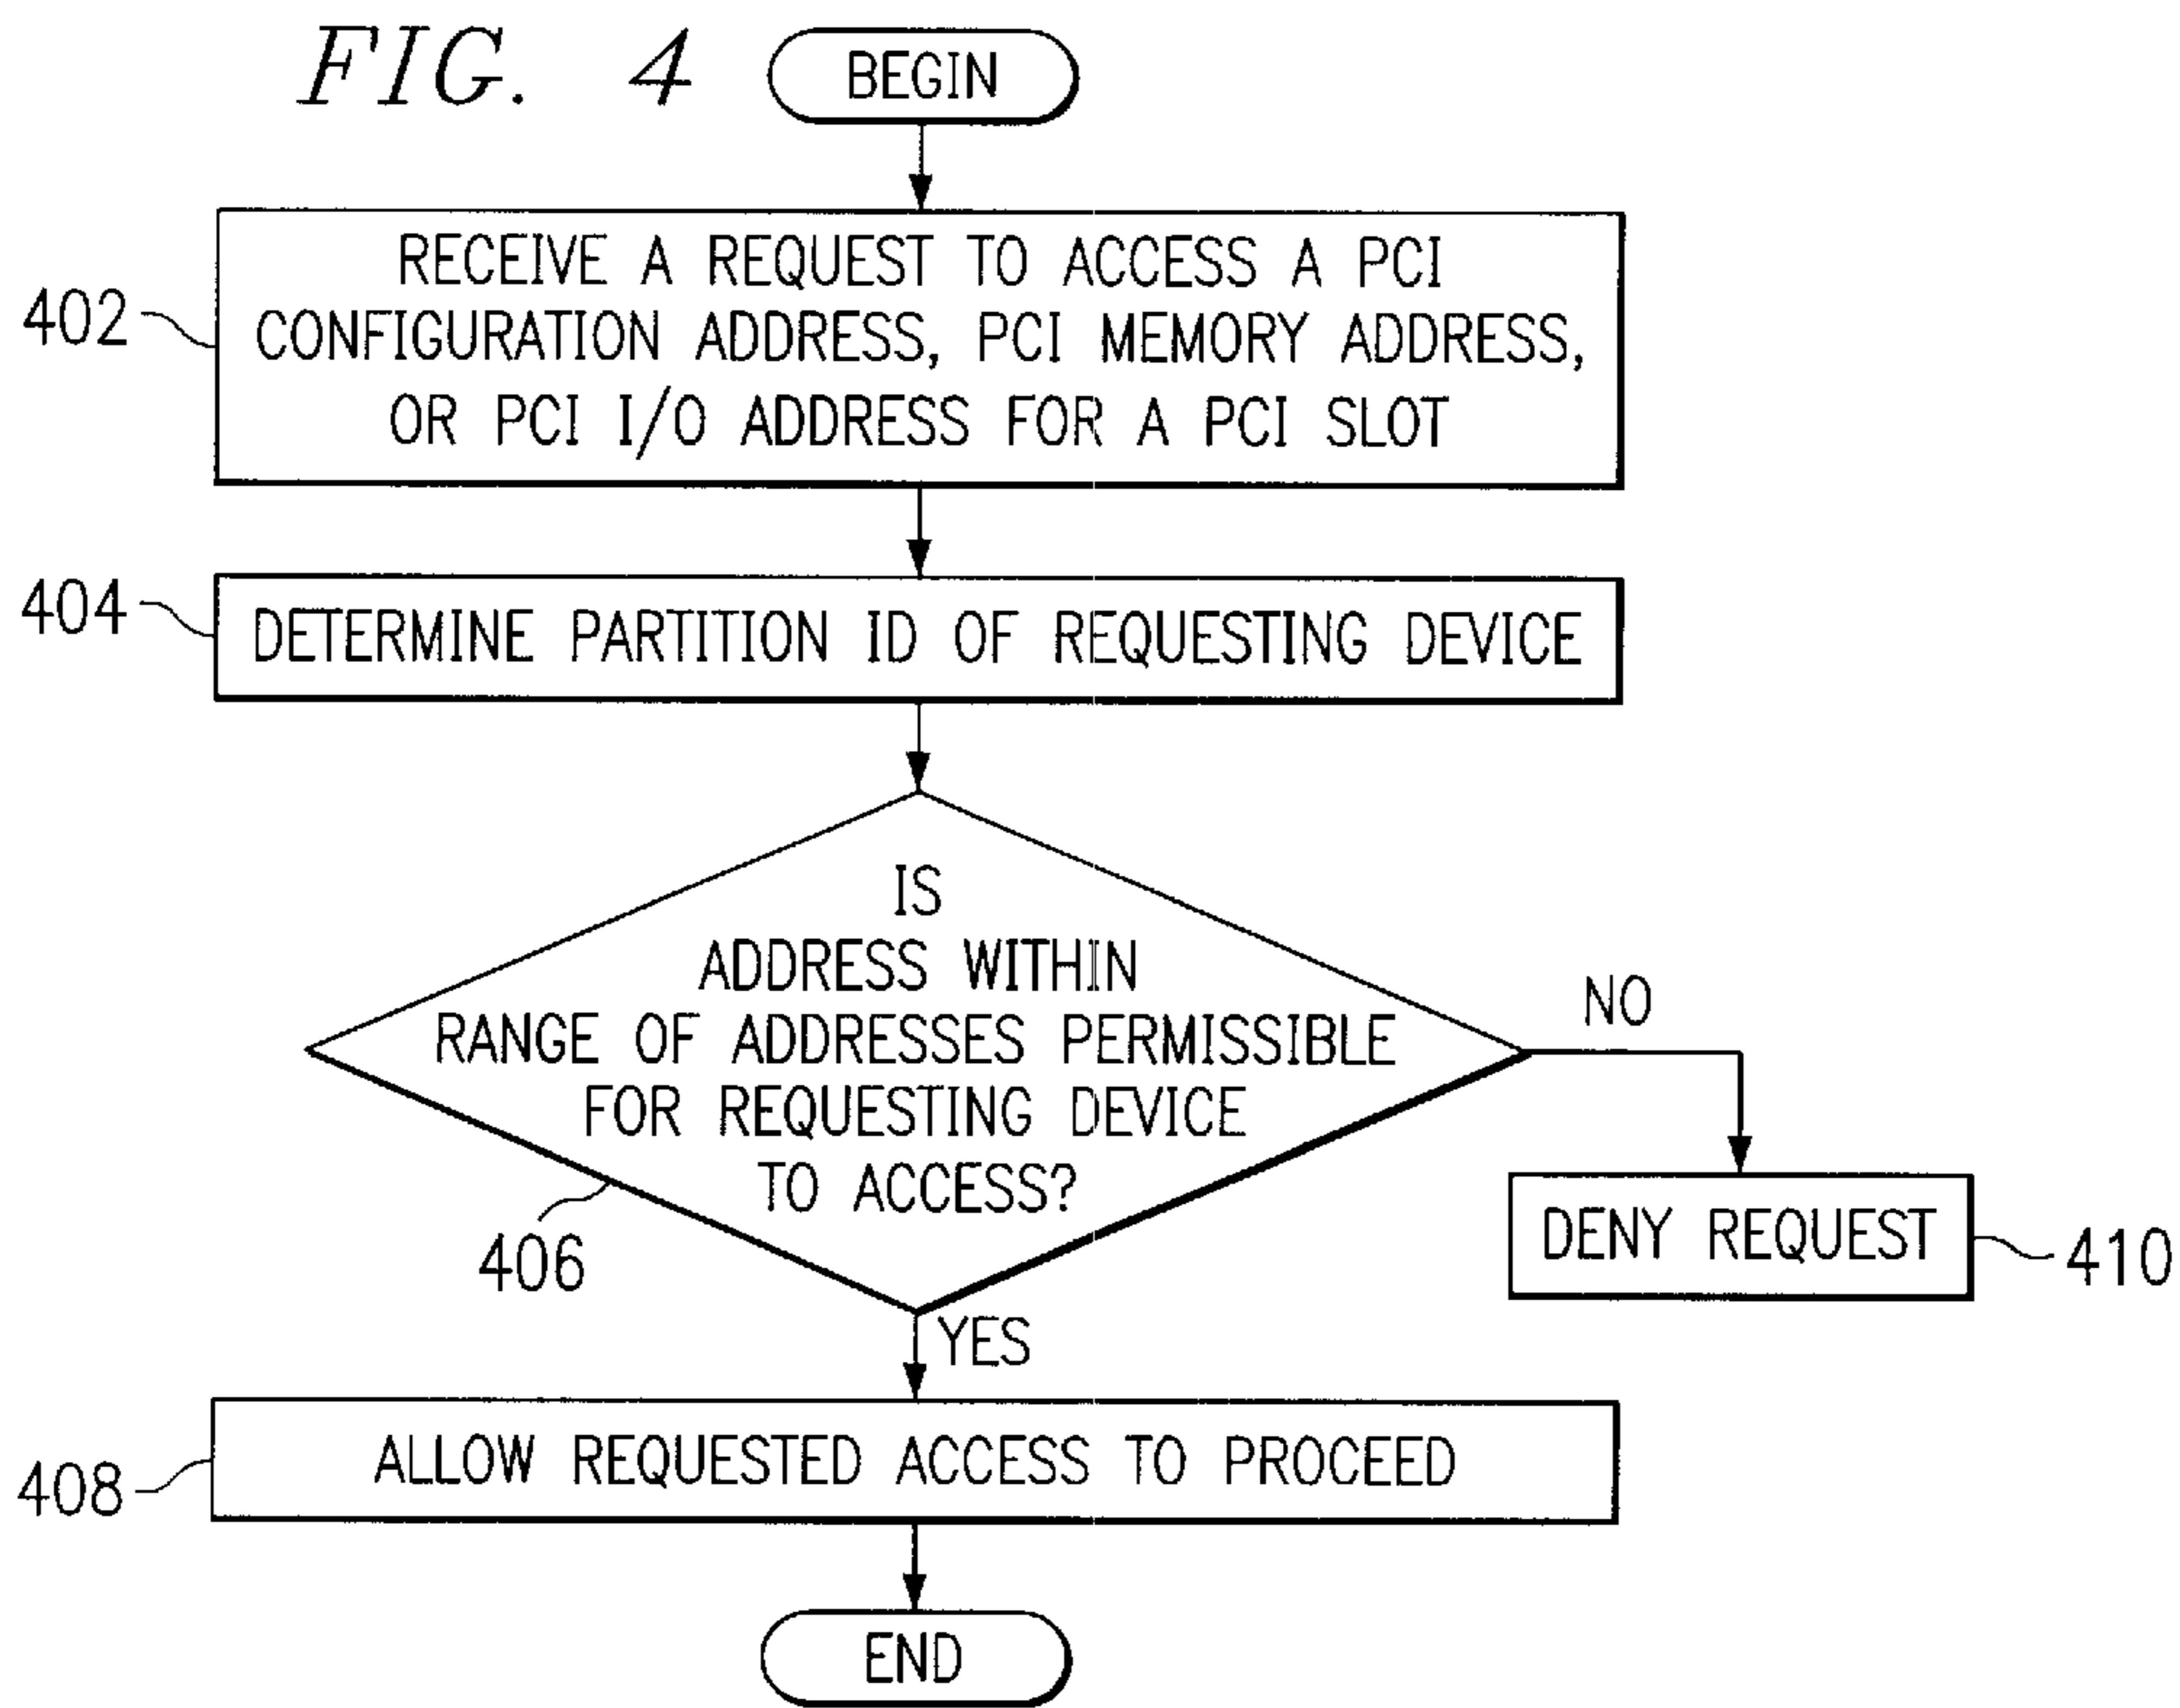 FIG. 4
BEGIN
RECEIVE A REQUEST TO ACCESS A PCI
CONFIGURATION ADDRESS, PCI MEMORY ADDRESS,
OR PCI I/O ADDRESS FOR A PCI SLOT
402
DETERMINE PARTITION ID OF REQUESTING DEVICE
404
IS
ADDRESS WITHIN
RANGE OF ADDRESSES PERMISSIBLE
FOR REQUESTING DEVICE
TO ACCESS?
406
NO
DENY REQUEST
410
YES
ALLOW REQUESTED ACCESS TO PROCEED
408
END